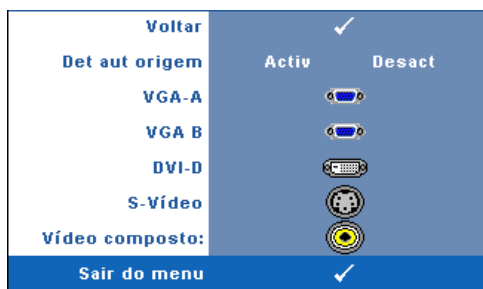 Voltar
Det aut origem Activ Desact
VGA-A
VGA B
DVI-D
S-Vídeo
Vídeo composto:
Sair do menu